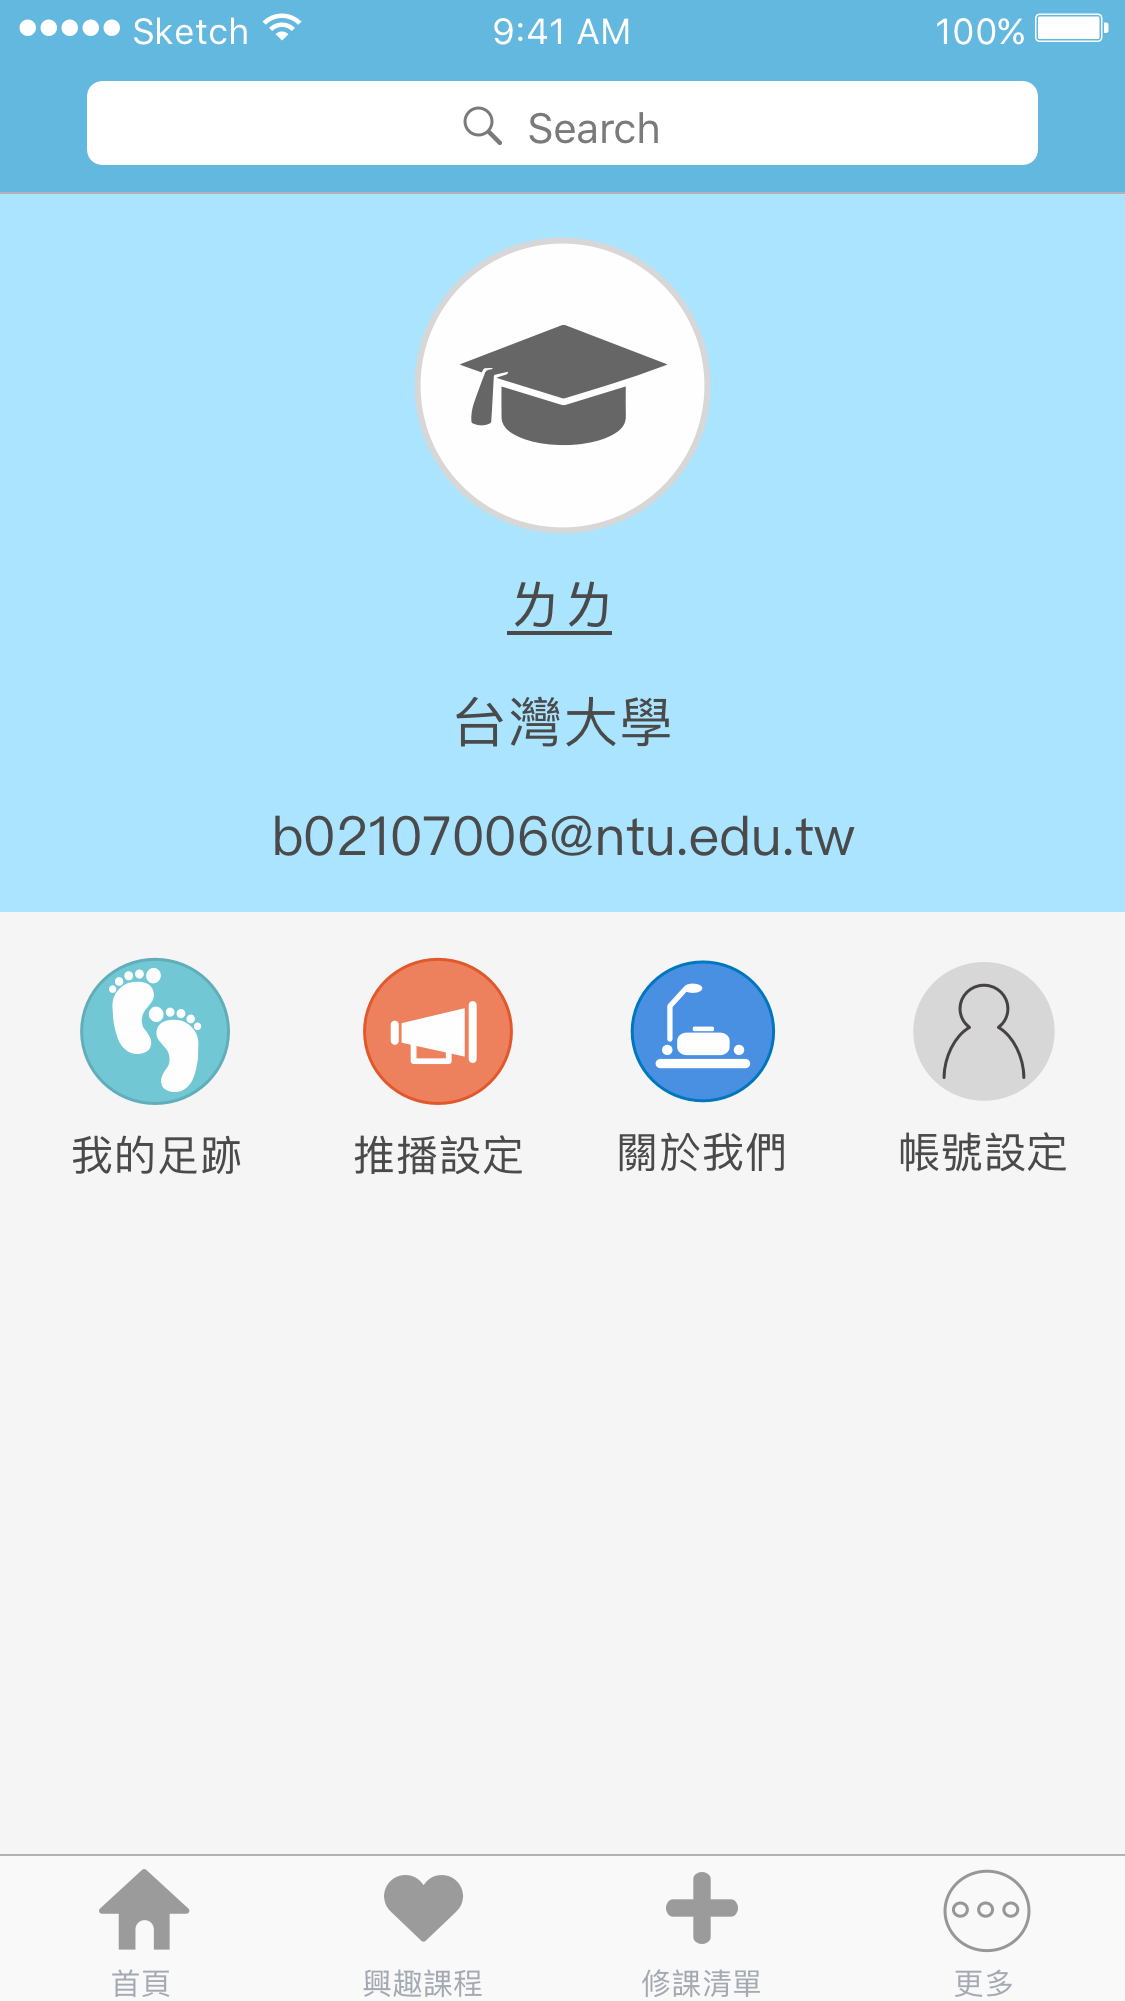 Sketch 9:41 AM 100%
Search
ㄌㄌ
台灣大學
b02107006@ntu.edu.tw
我的足跡 推播設定 關於我們 帳號設定
首頁 興趣課程 修課清單 更多